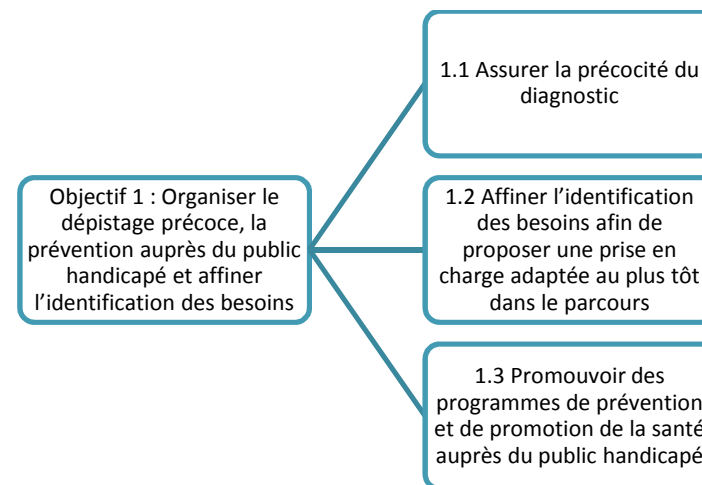 Objectif 1 : Organiser le
dépistage précoce, la
prévention auprès du public
handicapé et affiner
l'identification des besoins
1.1 Assurer la précocité du
diagnostic
1.2 Affiner l'identification
des besoins afin de
proposer une prise en
charge adaptée au plus tôt
dans le parcours
1.3 Promouvoir des
programmes de prévention
et de promotion de la santé
auprès du public handicapé